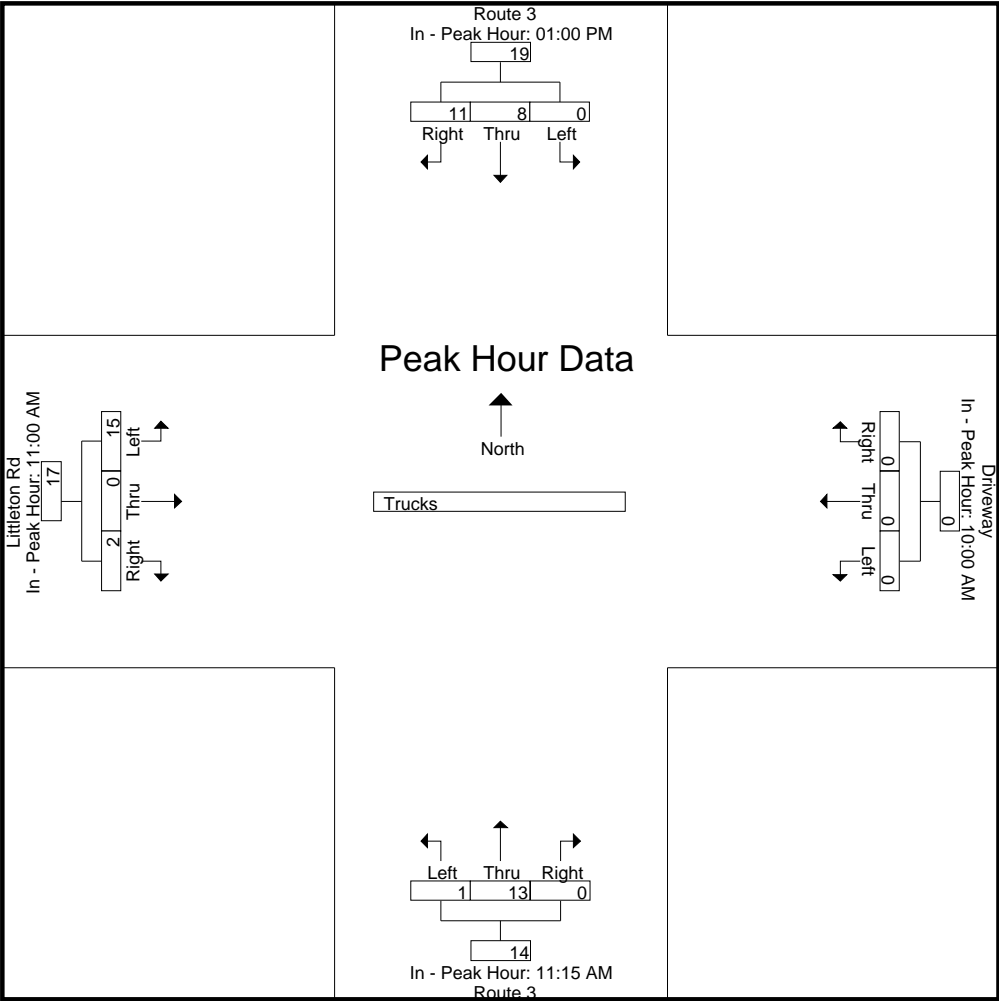 Route 3
In - Peak Hour: 01:00 PM
19
11 8 0
Right Thru Left
Peak Hour Data
North
Trucks
Littleton Rd
In - Peak Hour: 11:00 AM
17
15 0 2
Left Thru Right
Driveway
In - Peak Hour: 10:00 AM
0
0 0 0
Right Thru Left
Left Thru Right
1 13 0
14
In - Peak Hour: 11:15 AM
Route 3